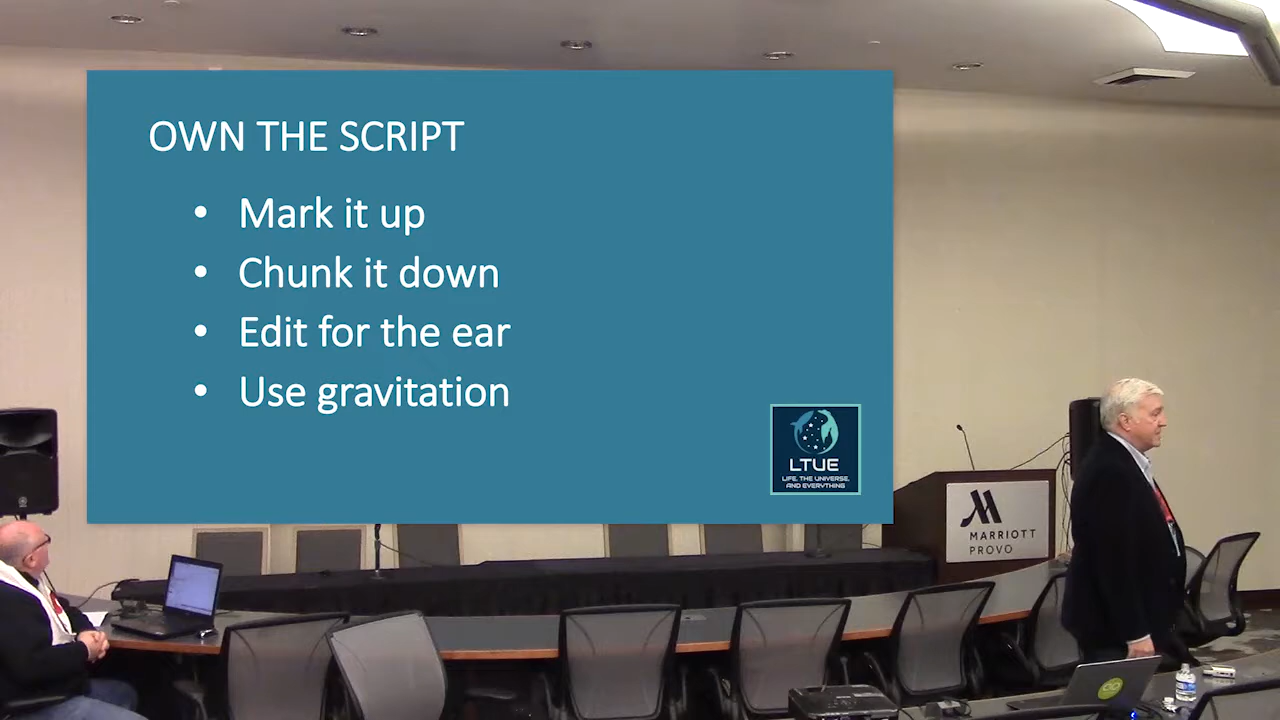 OWN THE SCRIPT
• Mark it up
• Chunk it down
• Edit for the ear
• Use gravitation
LTUE
LIFE, THE UNIVERSE,
AND EVERYTHING
MARRIOTT
PROVO